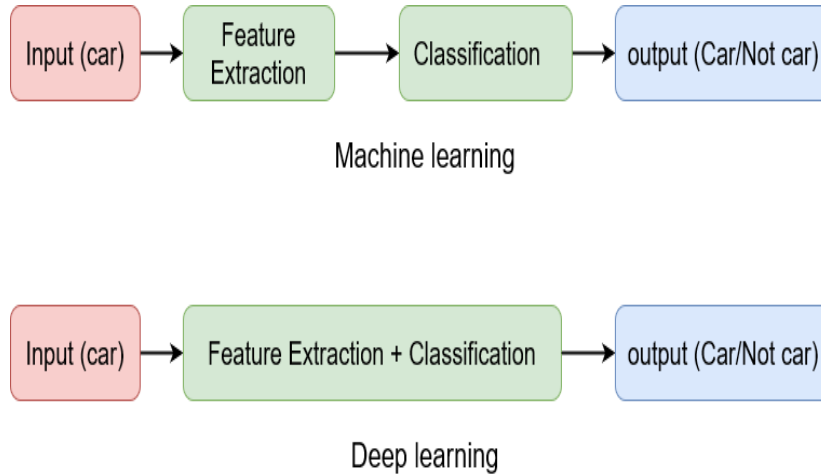 Input (car)
Feature
Extraction
Classification
output (Car/Not car)
Machine learning
Input (car)
Feature Extraction + Classification
output (Car/Not car)
Deep learning